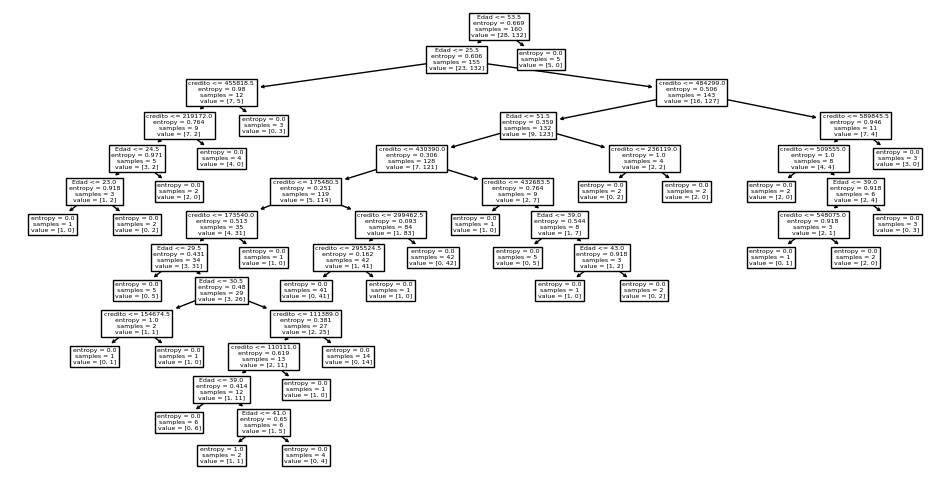 Edad <= 53.5
entropy = 0.669
samples = 160
value = [28, 132]
Edad <= 25.5
entropy = 0.606
samples = 155
value = [23, 132]
entropy = 0.0
samples = 5
value = [5, 0]
credito <= 455818.5
entropy = 0.98
samples = 12
value = [7, 5]
credito <= 484299.0
entropy = 0.506
samples = 143
value = [16, 127]
credito <= 219172.0
entropy = 0.764
samples = 9
value = [7, 2]
entropy = 0.0
samples = 3
value = [0, 3]
Edad <= 51.5
entropy = 0.359
samples = 132
value = [9, 123]
credito <= 589845.5
entropy = 0.946
samples = 11
value = [7, 4]
Edad <= 24.5
entropy = 0.971
samples = 5
value = [3, 2]
entropy = 0.0
samples = 4
value = [4, 0]
credito <= 430390.0
entropy = 0.306
samples = 128
value = [7, 121]
credito <= 236119.0
entropy = 1.0
samples = 4
value = [2, 2]
credito <= 509555.0
entropy = 1.0
samples = 8
value = [4, 4]
entropy = 0.0
samples = 3
value = [3, 0]
Edad <= 23.0
entropy = 0.918
samples = 3
value = [1, 2]
entropy = 0.0
samples = 2
value = [2, 0]
credito <= 175480.5
entropy = 0.251
samples = 119
value = [5, 114]
credito <= 432683.5
entropy = 0.764
samples = 9
value = [2, 7]
entropy = 0.0
samples = 2
value = [0, 2]
entropy = 0.0
samples = 2
value = [2, 0]
entropy = 0.0
samples = 2
value = [2, 0]
Edad <= 39.0
entropy = 0.918
samples = 6
value = [2, 4]
entropy = 0.0
samples = 1
value = [1, 0]
entropy = 0.0
samples = 2
value = [0, 2]
credito <= 173540.0
entropy = 0.513
samples = 35
value = [4, 31]
credito <= 299462.5
entropy = 0.093
samples = 84
value = [1, 83]
entropy = 0.0
samples = 1
value = [1, 0]
Edad <= 39.0
entropy = 0.544
samples = 8
value = [1, 7]
credito <= 548075.0
entropy = 0.918
samples = 3
value = [2, 1]
entropy = 0.0
samples = 3
value = [0, 3]
Edad <= 29.5
entropy = 0.431
samples = 34
value = [3, 31]
entropy = 0.0
samples = 1
value = [1, 0]
credito <= 295524.5
entropy = 0.162
samples = 42
value = [1, 41]
entropy = 0.0
samples = 42
value = [0, 42]
entropy = 0.0
samples = 5
value = [0, 5]
Edad <= 43.0
entropy = 0.918
samples = 3
value = [1, 2]
entropy = 0.0
samples = 1
value = [0, 1]
entropy = 0.0
samples = 2
value = [2, 0]
entropy = 0.0
samples = 5
value = [0, 5]
Edad <= 30.5
entropy = 0.48
samples = 29
value = [3, 26]
entropy = 0.0
samples = 41
value = [0, 41]
entropy = 0.0
samples = 1
value = [1, 0]
entropy = 0.0
samples = 1
value = [1, 0]
entropy = 0.0
samples = 2
value = [0, 2]
credito <= 154674.5
entropy = 1.0
samples = 2
value = [1, 1]
credito <= 111389.0
entropy = 0.381
samples = 27
value = [2, 25]
entropy = 0.0
samples = 1
value = [0, 1]
entropy = 0.0
samples = 1
value = [1, 0]
credito <= 110111.0
entropy = 0.619
samples = 13
value = [2, 11]
entropy = 0.0
samples = 14
value = [0, 14]
Edad <= 39.0
entropy = 0.414
samples = 12
value = [1, 11]
entropy = 0.0
samples = 1
value = [1, 0]
entropy = 0.0
samples = 6
value = [0, 6]
Edad <= 41.0
entropy = 0.65
samples = 6
value = [1, 5]
entropy = 1.0
samples = 2
value = [1, 1]
entropy = 0.0
samples = 4
value = [0, 4]